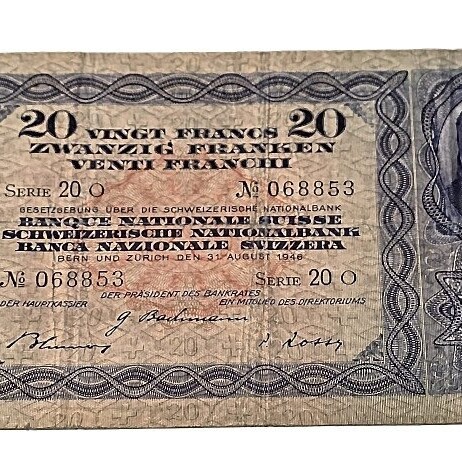 20 VINGT FRANCS 20
ZWANZIG FRANKEN
VENTI FRANCHI
SERIE 20 O № 068853
GESETZGEBUNG ÜBER DIE SCHWEIZERISCHE NATIONALBANK
BANQUE NATIONALE SUISSE
SCHWEIZERISCHE NATIONALBANK
BANCA NAZIONALE SVIZZERA
BERN UND ZÜRICH DEN 31. AUGUST 1946
№ 068853 SERIE 20 O
DER HAUPTKASSIER DER PRÄSIDENT DES BANKRATES EIN MITGLIED DES DIREKTORIUMS
G Bachmann Rossy